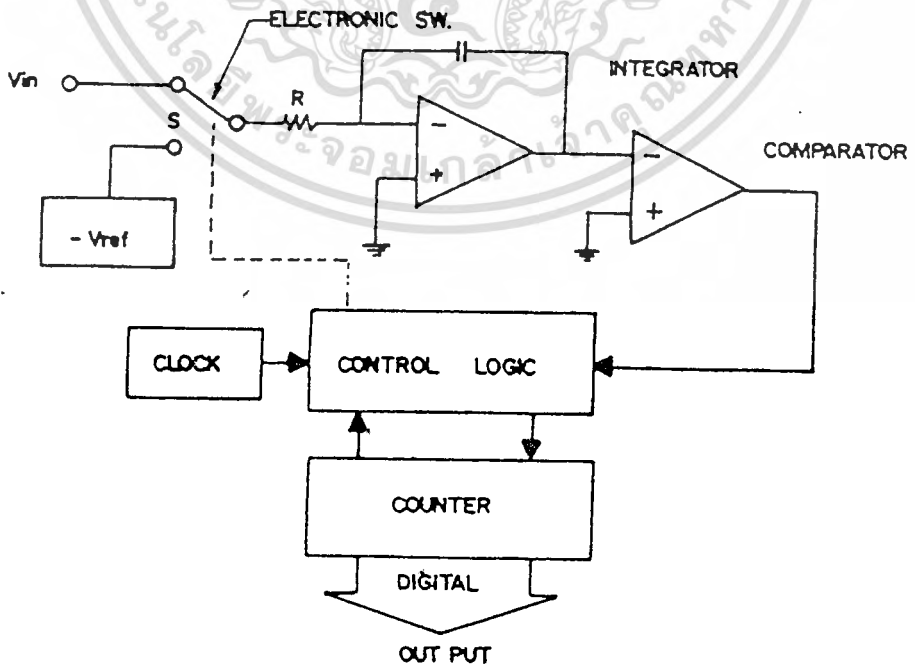 ELECTRONIC SW.
Vin
S
R
INTEGRATOR
COMPARATOR
- Vref
-
+
-
+
CLOCK
CONTROL LOGIC
COUNTER
DIGITAL
OUT PUT